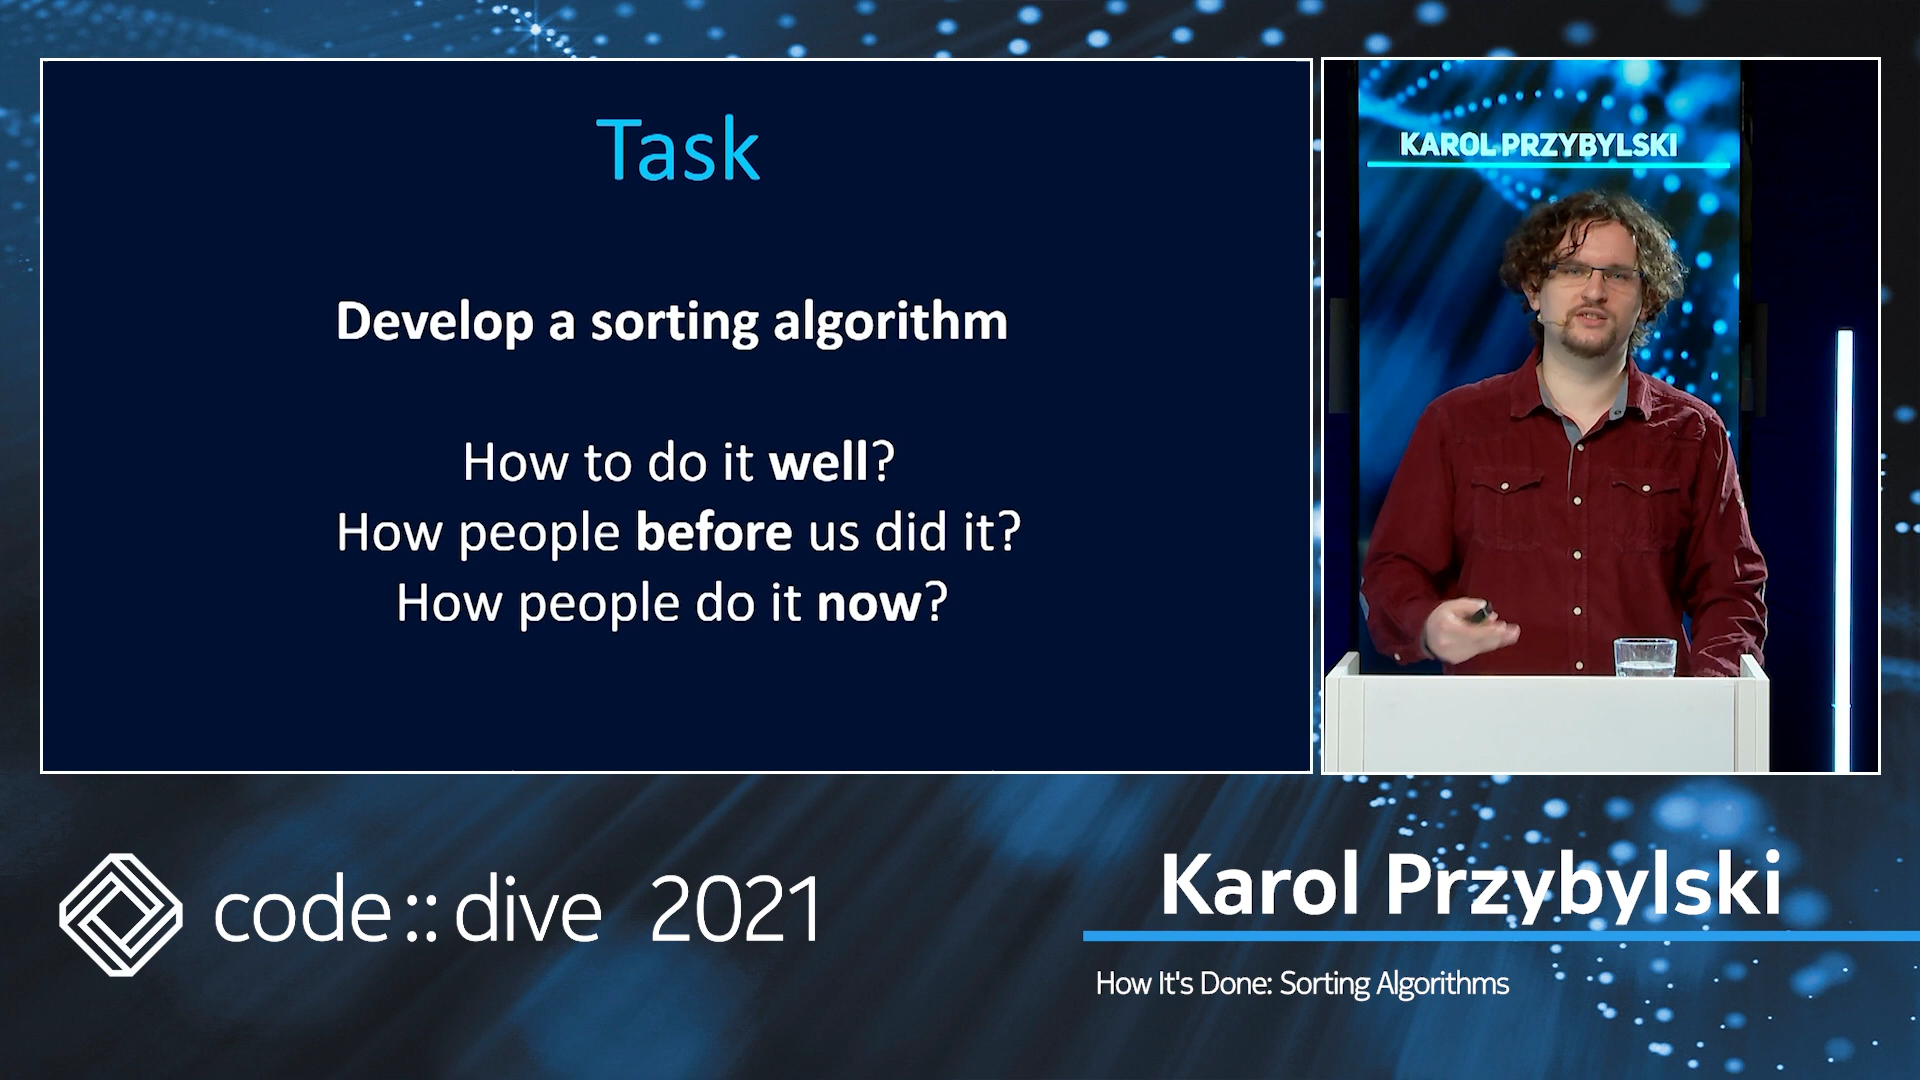 Task
Develop a sorting algorithm
How to do it well?
How people before us did it?
How people do it now?
KAROL PRZYBYLSKI
code::dive 2021
Karol Przybylski
How It's Done: Sorting Algorithms